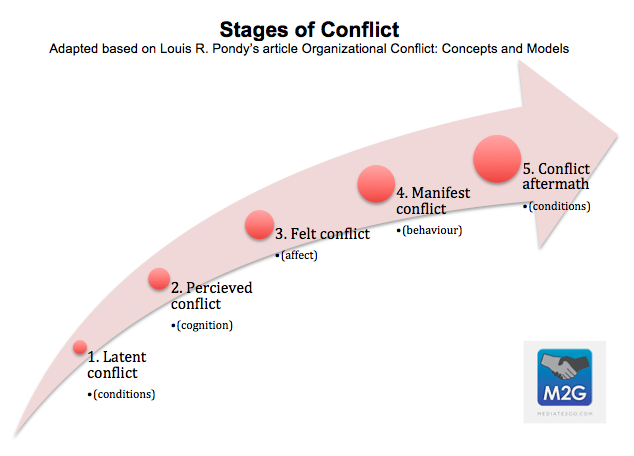 Stages of Conflict
Adapted based on Louis R. Pondy's article Organizational Conflict: Concepts and Models
1. Latent
conflict
•(conditions)
2. Percieved
conflict
•(cognition)
3. Felt conflict
•(affect)
4. Manifest
conflict
•(behaviour)
5. Conflict
aftermath
•(conditions)
M2G
MEDIATE2GO.COM